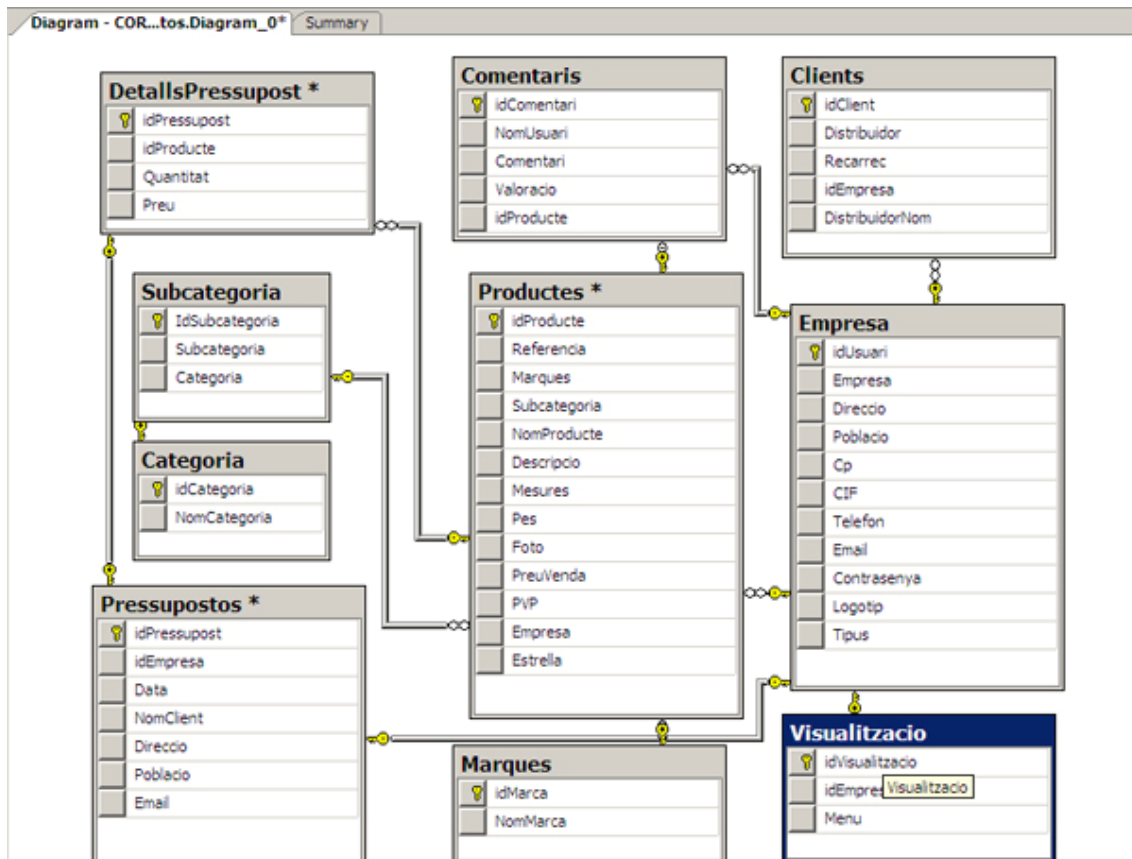 Diagram - COR...tos.Diagram_0*
Summary
DetallsPressupost *
idPressupost
idProducte
Quantitat
Preu
Comentaris
idComentari
NomUsuari
Comentari
Valoracio
idProducte
Clients
idClient
Distribuidor
Recarrec
idEmpresa
DistribuidorNom
Subcategoria
IdSubcategoria
Subcategoria
Categoria
Productes *
idProducte
Referencia
Marques
Subcategoria
NomProducte
Descripcio
Mesures
Pes
Foto
PreuVenda
PVP
Empresa
Estrella
Empresa
idUsuari
Empresa
Direccio
Poblacio
Cp
CIF
Telefon
Email
Contrasenya
Logotip
Tipus
Categoria
idCategoria
NomCategoria
Pressupostos *
idPressupost
idEmpresa
Data
NomClient
Direccio
Poblacio
Email
Marques
idMarca
NomMarca
Visualitzacio
idVisualitzacio
idEmpres
Visualitzacio
Menu